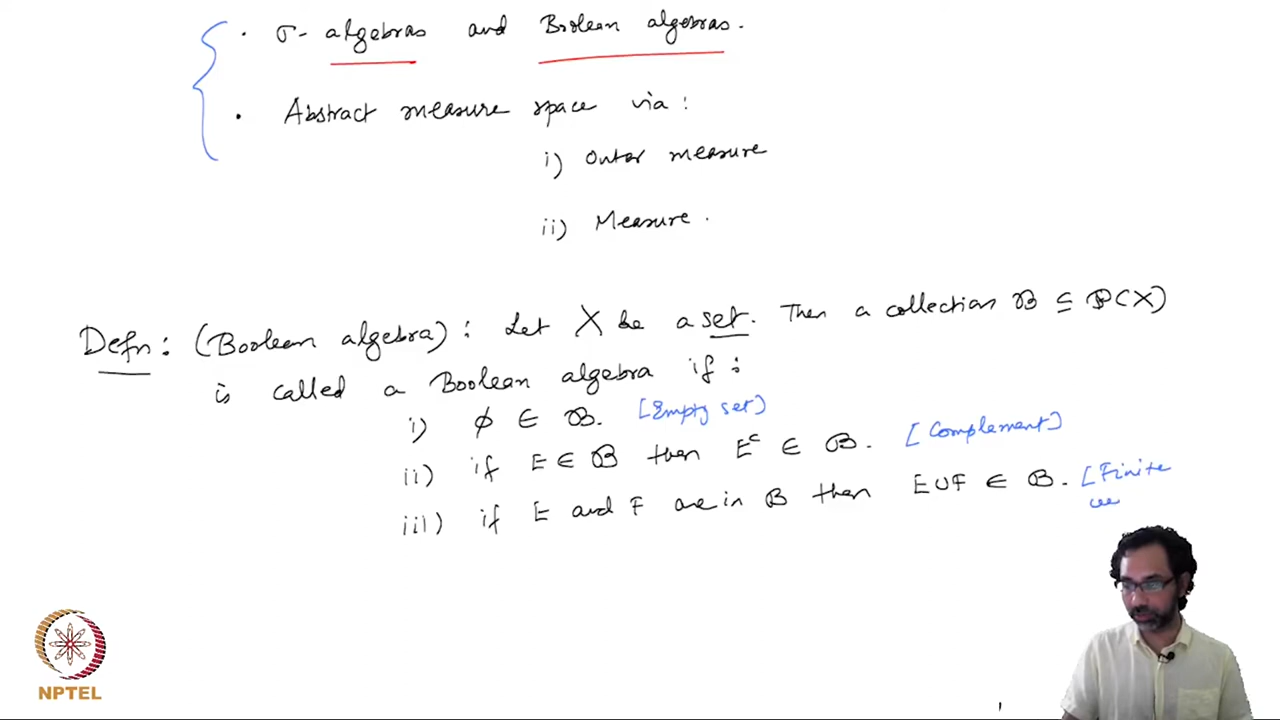 · σ- algebras and Boolean algebras.
· Abstract measure space via :
i) Outer measure
ii) Measure .
Defn : (Boolean algebra) : Let X be a set. Then a collection ℬ ⊆ ℙ(X)
is called a Boolean algebra if :
i) ϕ ∈ ℬ. [Empty set]
ii) if E ∈ ℬ then Eᶜ ∈ ℬ. [Complement]
iii) if E and F are in ℬ then E ∪ F ∈ ℬ. [Finite
NPTEL